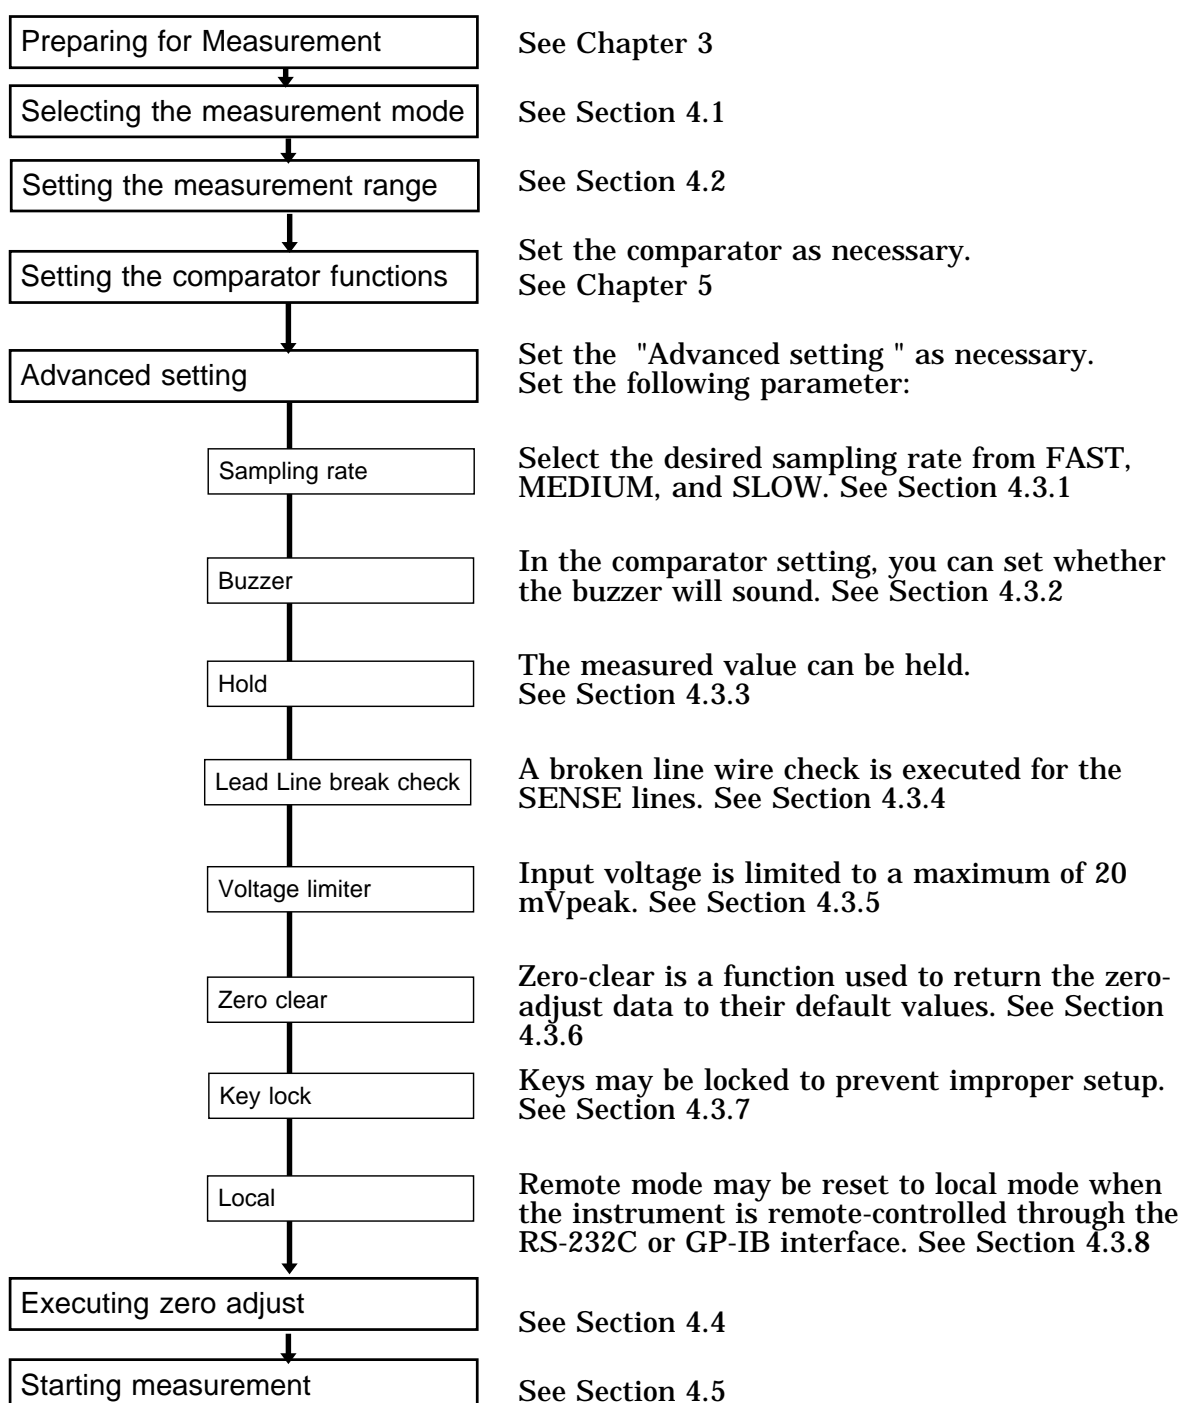 Preparing for Measurement
See Chapter 3
Selecting the measurement mode
See Section 4.1
Setting the measurement range
See Section 4.2
Setting the comparator functions
Set the comparator as necessary.
See Chapter 5
Advanced setting
Set the "Advanced setting " as necessary.
Set the following parameter:
Sampling rate
Select the desired sampling rate from FAST,
MEDIUM, and SLOW. See Section 4.3.1
Buzzer
In the comparator setting, you can set whether
the buzzer will sound. See Section 4.3.2
Hold
The measured value can be held.
See Section 4.3.3
Lead Line break check
A broken line wire check is executed for the
SENSE lines. See Section 4.3.4
Voltage limiter
Input voltage is limited to a maximum of 20
mVpeak. See Section 4.3.5
Zero clear
Zero-clear is a function used to return the zero-
adjust data to their default values. See Section
4.3.6
Key lock
Keys may be locked to prevent improper setup.
See Section 4.3.7
Local
Remote mode may be reset to local mode when
the instrument is remote-controlled through the
RS-232C or GP-IB interface. See Section 4.3.8
Executing zero adjust
See Section 4.4
Starting measurement
See Section 4.5